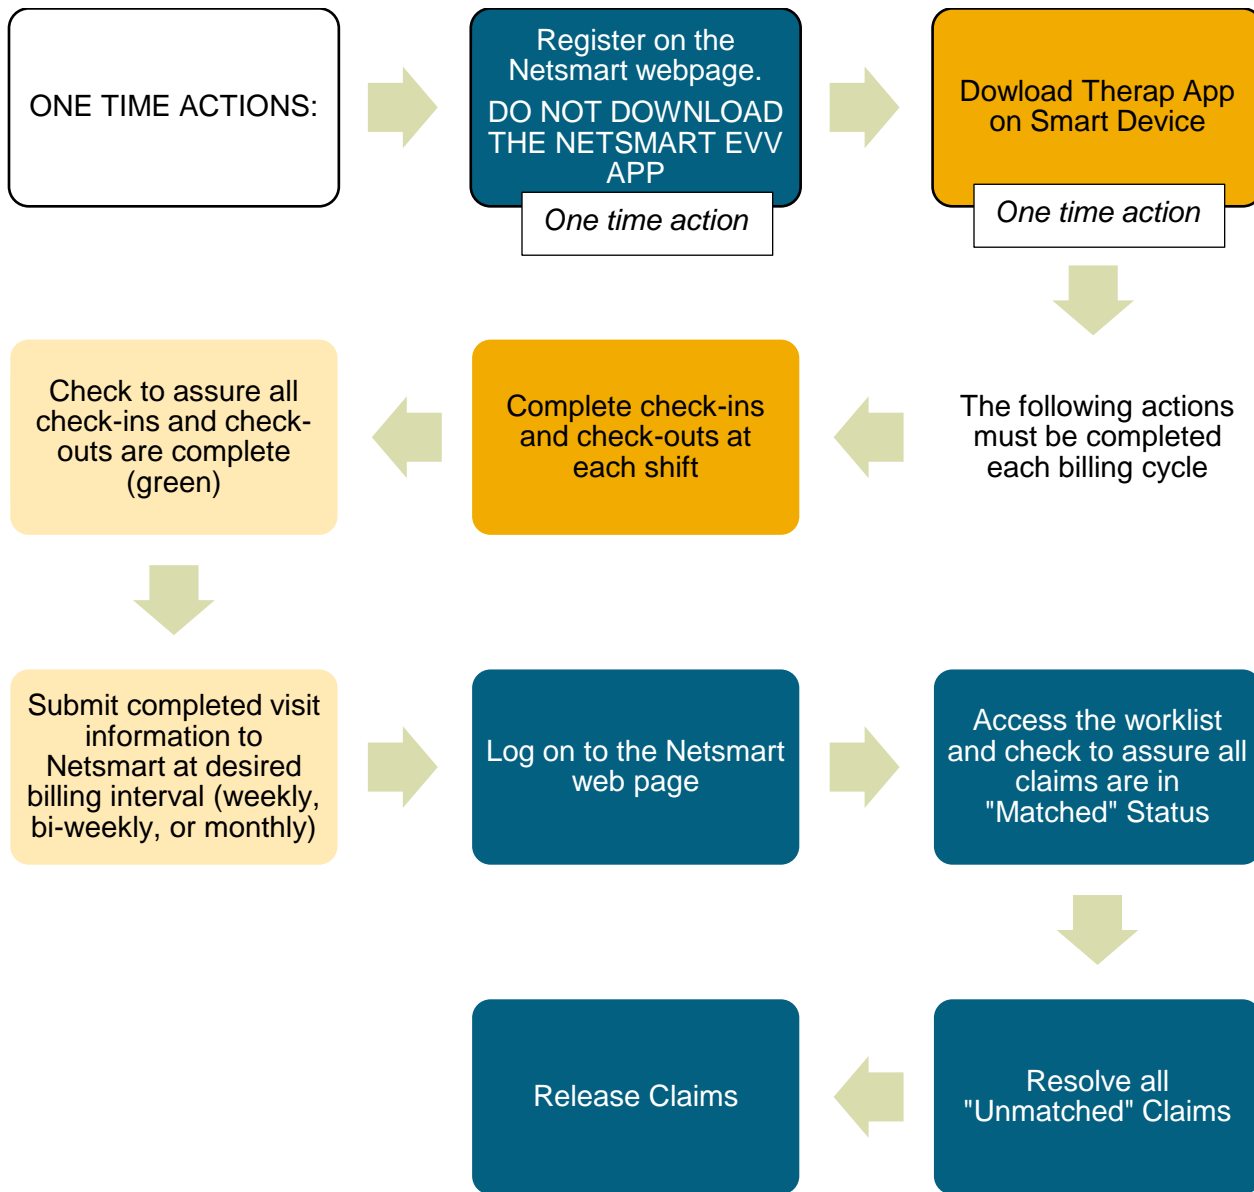 ONE TIME ACTIONS:
Register on the
Netsmart webpage.
DO NOT DOWNLOAD
THE NETSMART EVV
APP
One time action
Dowload Therap App
on Smart Device
One time action
The following actions
must be completed
each billing cycle
Complete check-ins
and check-outs at
each shift
Check to assure all
check-ins and check-
outs are complete
(green)
Submit completed visit
information to
Netsmart at desired
billing interval (weekly,
bi-weekly, or monthly)
Log on to the Netsmart
web page
Access the worklist
and check to assure all
claims are in
"Matched" Status
Resolve all
"Unmatched" Claims
Release Claims